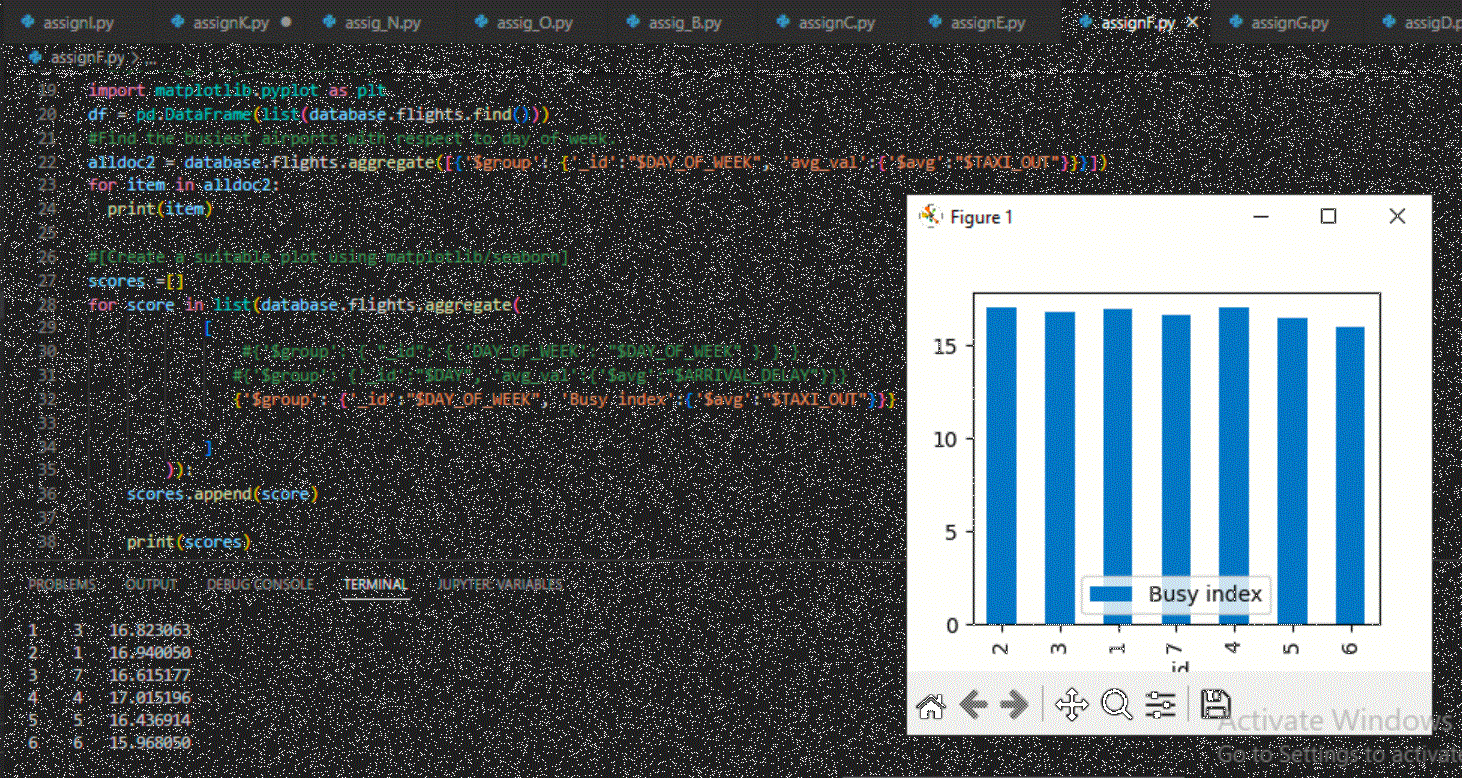 assignI.py assignK.py assig_N.py assig_O.py assig_B.py assignC.py assignE.py assignF.py assignG.py assigD.p
assignF.py > ...
19 import matplotlib.pyplot as plt
20 df = pd.DataFrame(list(database.flights.find()))
21 #Find the busiest airports with respect to day of week.
22 alldoc2 = database.flights.aggregate([{'$group': {'_id':"$DAY_OF_WEEK", 'avg_val':{'$avg':"$TAXI_OUT"}}}])
23 for item in alldoc2:
24 print(item)
25
26 #[Create a suitable plot using matplotlib/seaborn]
27 scores =[]
28 for score in list(database.flights.aggregate(
29 [
30 #{'$group': { "_id": { 'DAY_OF_WEEK': "$DAY_OF_WEEK" } } }
31 #{'$group': {'_id':"$DAY", 'avg_val':{'$avg':"$ARRIVAL_DELAY"}}}
32 {'$group': {'_id':"$DAY_OF_WEEK", 'Busy index':{'$avg':"$TAXI_OUT"}}}
33
34 ]
35 )):
36 scores.append(score)
37
38 print(scores)
PROBLEMS OUTPUT DEBUG CONSOLE TERMINAL JUPYTER: VARIABLES
1 3 16.823063
2 1 16.940050
3 7 16.615177
4 4 17.015196
5 5 16.436914
6 6 15.968050
Figure 1
15
10
5
0
Busy index
2 3 1 7 4 5 6
Activate Windows
Go to Settings to activat